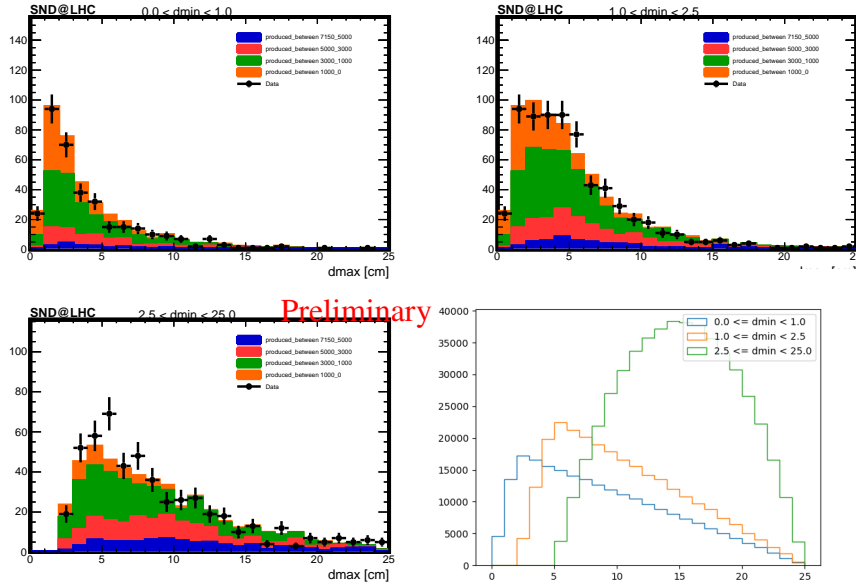 SND@LHC
0.0 < dmin < 1.0
140
120
100
80
60
40
20
0
produced_between 7150_5000
produced_between 5000_3000
produced_between 3000_1000
produced_between 1000_0
Data
0 5 10 15 20 25
dmax [cm]
SND@LHC
1.0 < dmin < 2.5
140
120
100
80
60
40
20
0
produced_between 7150_5000
produced_between 5000_3000
produced_between 3000_1000
produced_between 1000_0
Data
0 5 10 15 20 25
SND@LHC
2.5 < dmin < 25.0
Preliminary
100
80
60
40
20
0
produced_between 7150_5000
produced_between 5000_3000
produced_between 3000_1000
produced_between 1000_0
Data
0 5 10 15 20 25
dmax [cm]
40000
35000
30000
25000
20000
15000
10000
5000
0
0.0 <= dmin < 1.0
1.0 <= dmin < 2.5
2.5 <= dmin < 25.0
0 5 10 15 20 25